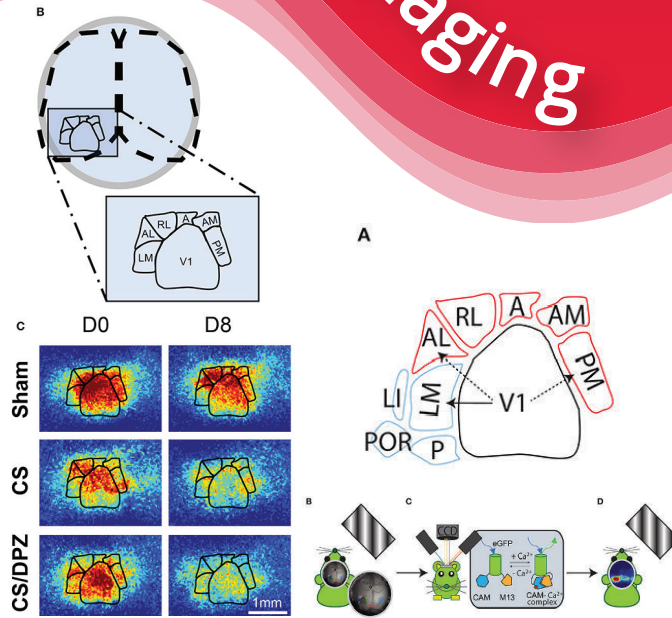 B
aging
RL
A
AM
AL
PM
LM
V1
A
RL
A
AM
AL
PM
LI
LM
V1
POR
P
C
D0
D8
Sham
CS
CS/DPZ
1mm
B
C
CCD
eGFP
+ Ca²⁺
- Ca²⁺
CAM
M13
CAM- Ca²⁺
complex
D